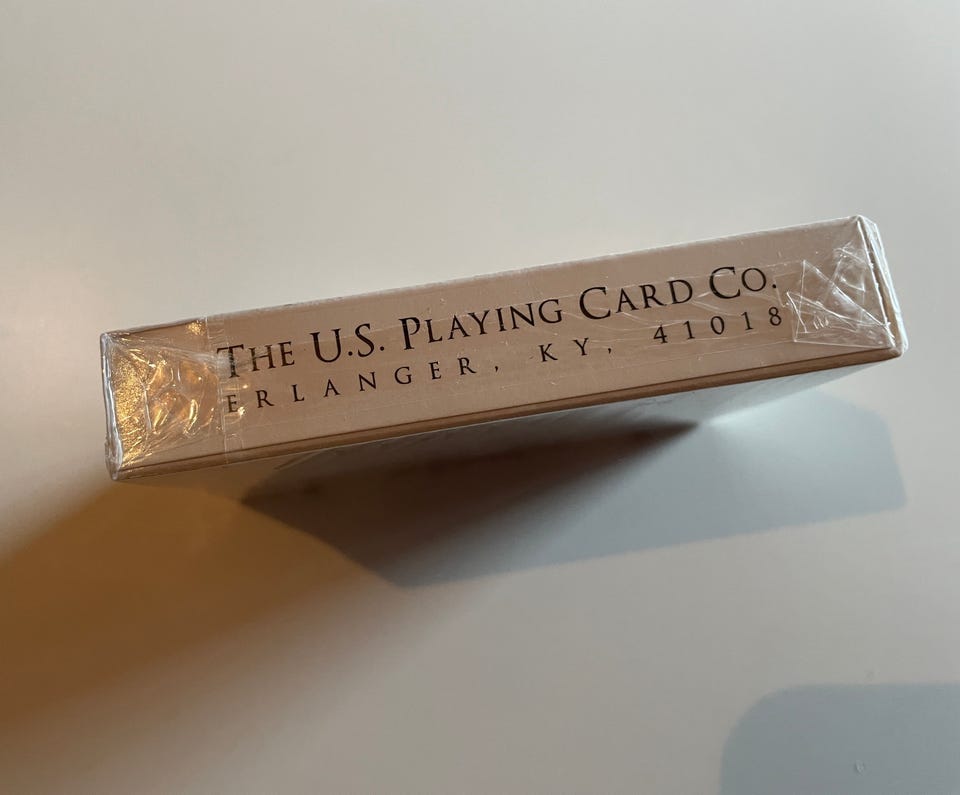 THE U.S. PLAYING CARD CO.
ERLANGER, KY, 41018